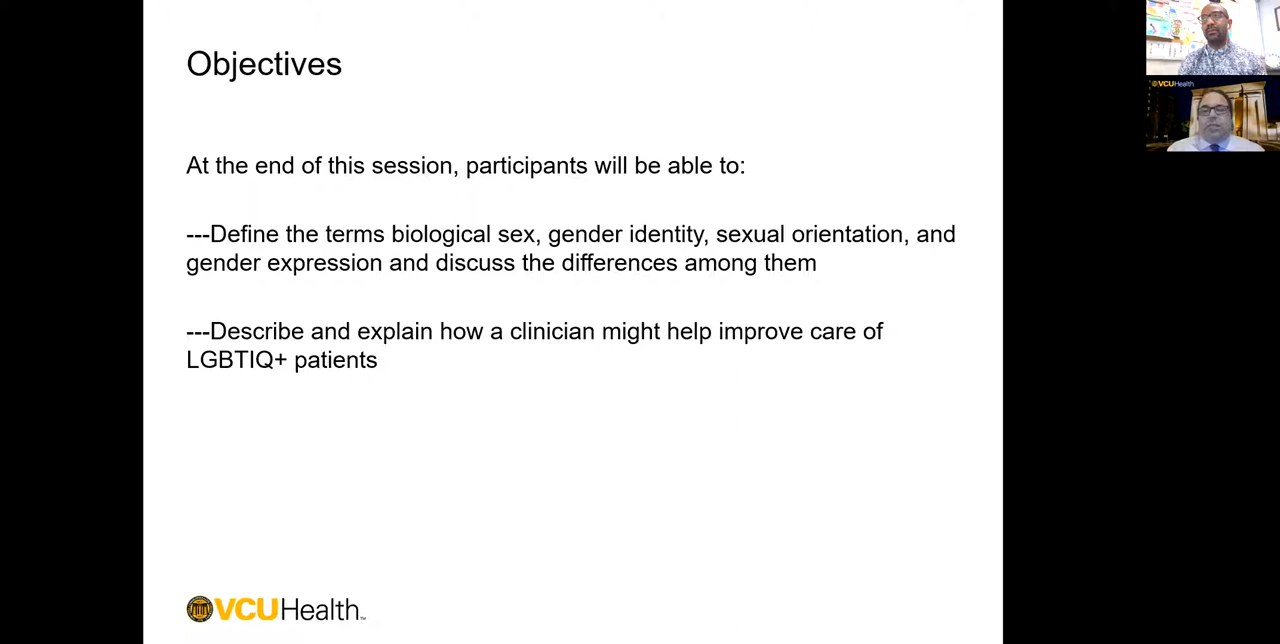 Objectives
At the end of this session, participants will be able to:
---Define the terms biological sex, gender identity, sexual orientation, and
gender expression and discuss the differences among them
---Describe and explain how a clinician might help improve care of
LGBTIQ+ patients
VCUHealth™
VCUHealth